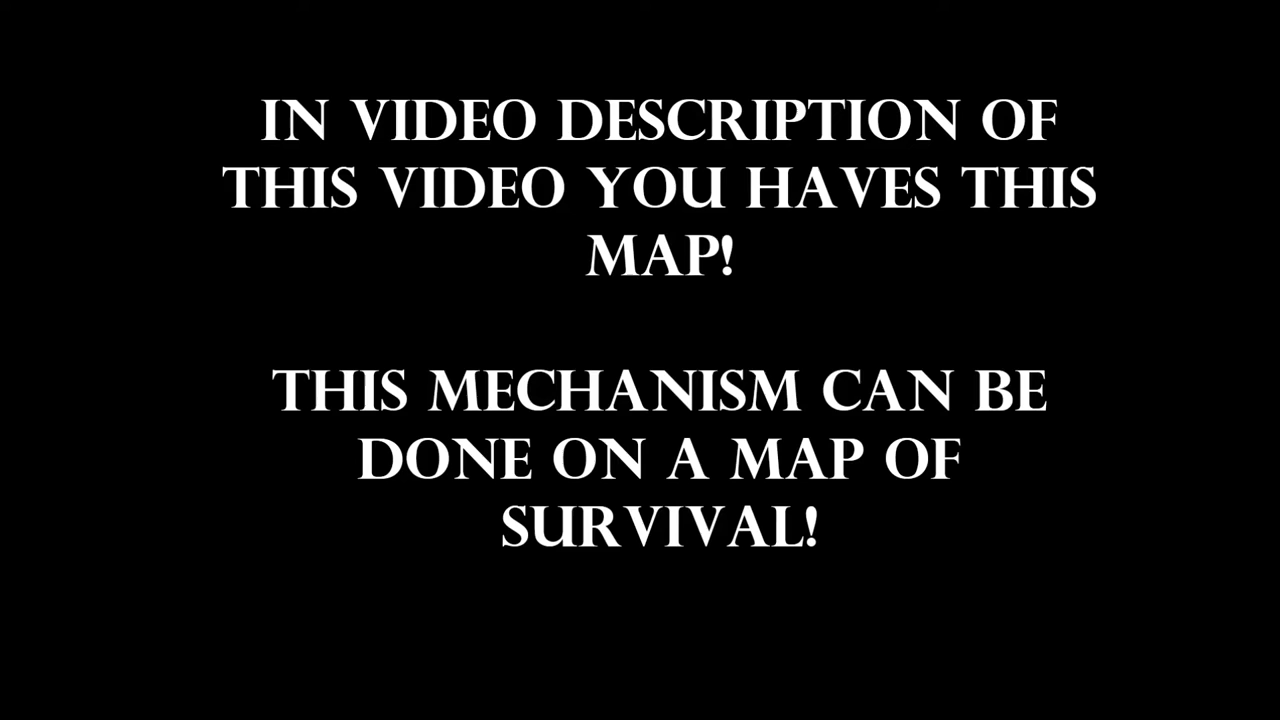 IN VIDEO DESCRIPTION OF
THIS VIDEO YOU HAVES THIS
MAP!
THIS MECHANISM CAN BE
DONE ON A MAP OF
SURVIVAL!